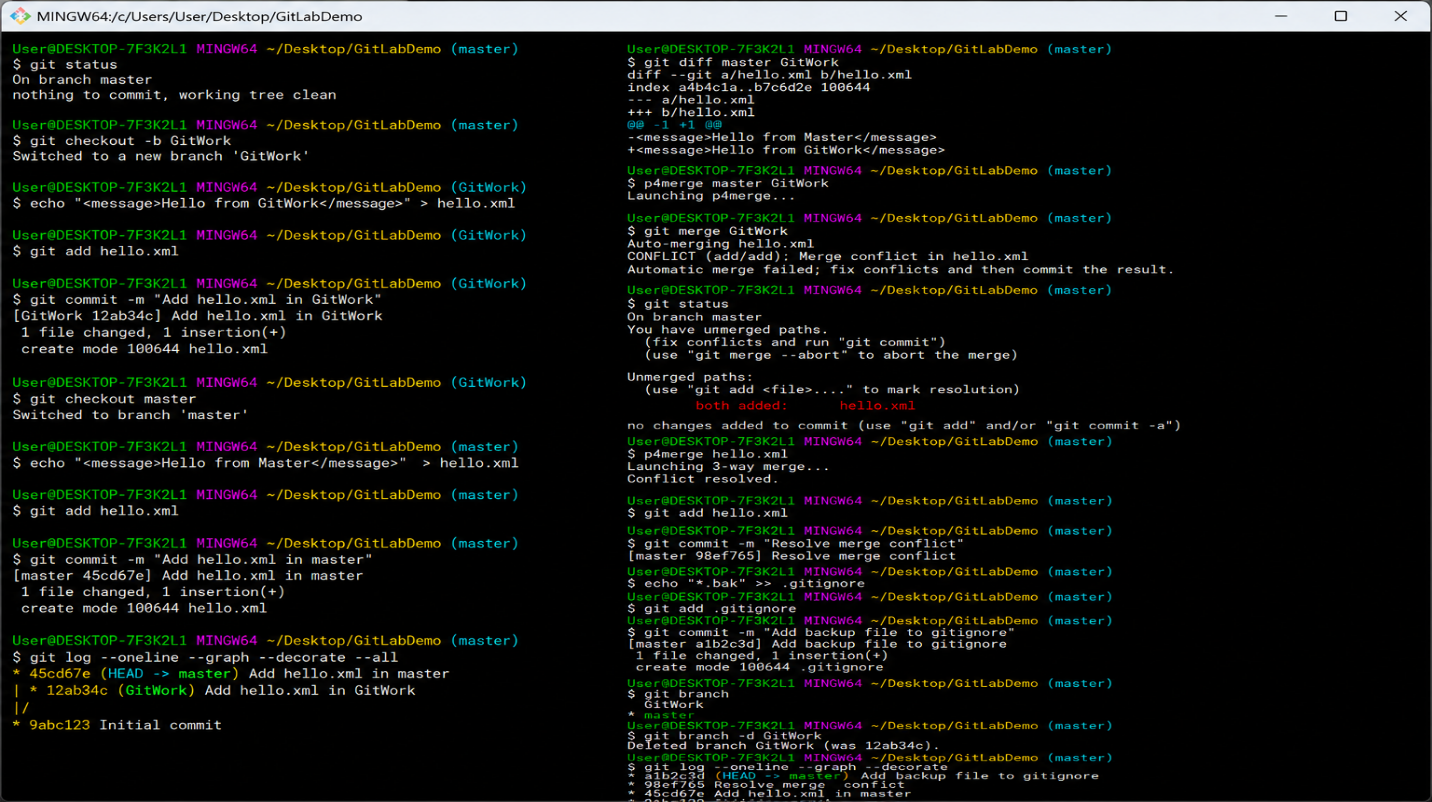 MINGW64:/c/Users/User/Desktop/GitLabDemo
User@DESKTOP-7F3K2L1 MINGW64 ~/Desktop/GitLabDemo (master)
$ git status
On branch master
nothing to commit, working tree clean
User@DESKTOP-7F3K2L1 MINGW64 ~/Desktop/GitLabDemo (master)
$ git checkout -b GitWork
Switched to a new branch 'GitWork'
User@DESKTOP-7F3K2L1 MINGW64 ~/Desktop/GitLabDemo (GitWork)
$ echo "<message>Hello from GitWork</message>" > hello.xml
User@DESKTOP-7F3K2L1 MINGW64 ~/Desktop/GitLabDemo (GitWork)
$ git add hello.xml
User@DESKTOP-7F3K2L1 MINGW64 ~/Desktop/GitLabDemo (GitWork)
$ git commit -m "Add hello.xml in GitWork"
[GitWork 12ab34c] Add hello.xml in GitWork
1 file changed, 1 insertion(+)
create mode 100644 hello.xml
User@DESKTOP-7F3K2L1 MINGW64 ~/Desktop/GitLabDemo (GitWork)
$ git checkout master
Switched to branch 'master'
User@DESKTOP-7F3K2L1 MINGW64 ~/Desktop/GitLabDemo (master)
$ echo "<message>Hello from Master</message>" > hello.xml
User@DESKTOP-7F3K2L1 MINGW64 ~/Desktop/GitLabDemo (master)
$ git add hello.xml
User@DESKTOP-7F3K2L1 MINGW64 ~/Desktop/GitLabDemo (master)
$ git commit -m "Add hello.xml in master"
[master 45cd67e] Add hello.xml in master
1 file changed, 1 insertion(+)
create mode 100644 hello.xml
User@DESKTOP-7F3K2L1 MINGW64 ~/Desktop/GitLabDemo (master)
$ git log --oneline --graph --decorate --all
* 45cd67e (HEAD -> master) Add hello.xml in master
| * 12ab34c (GitWork) Add hello.xml in GitWork
|/
* 9abc123 Initial commit
User@DESKTOP-7F3K2L1 MINGW64 ~/Desktop/GitLabDemo (master)
$ git diff master GitWork
diff --git a/hello.xml b/hello.xml
index a4b4c1a..b7c6d2e 100644
--- a/hello.xml
+++ b/hello.xml
@@ -1 +1 @@
-<message>Hello from Master</message>
+<message>Hello from GitWork</message>
User@DESKTOP-7F3K2L1 MINGW64 ~/Desktop/GitLabDemo (master)
$ p4merge master GitWork
Launching p4merge...
User@DESKTOP-7F3K2L1 MINGW64 ~/Desktop/GitLabDemo (master)
$ git merge GitWork
Auto-merging hello.xml
CONFLICT (add/add): Merge conflict in hello.xml
Automatic merge failed; fix conflicts and then commit the result.
User@DESKTOP-7F3K2L1 MINGW64 ~/Desktop/GitLabDemo (master)
$ git status
On branch master
You have unmerged paths.
(fix conflicts and run "git commit")
(use "git merge --abort" to abort the merge)
Unmerged paths:
(use "git add <file>...." to mark resolution)
both added: hello.xml
no changes added to commit (use "git add" and/or "git commit -a")
User@DESKTOP-7F3K2L1 MINGW64 ~/Desktop/GitLabDemo (master)
$ p4merge hello.xml
Launching 3-way merge...
Conflict resolved.
User@DESKTOP-7F3K2L1 MINGW64 ~/Desktop/GitLabDemo (master)
$ git add hello.xml
User@DESKTOP-7F3K2L1 MINGW64 ~/Desktop/GitLabDemo (master)
$ git commit -m "Resolve merge conflict"
[master 98ef765] Resolve merge conflict
User@DESKTOP-7F3K2L1 MINGW64 ~/Desktop/GitLabDemo (master)
$ echo "*.bak" >> .gitignore
User@DESKTOP-7F3K2L1 MINGW64 ~/Desktop/GitLabDemo (master)
$ git add .gitignore
User@DESKTOP-7F3K2L1 MINGW64 ~/Desktop/GitLabDemo (master)
$ git commit -m "Add backup file to gitignore"
[master a1b2c3d] Add backup file to gitignore
1 file changed, 1 insertion(+)
create mode 100644 .gitignore
User@DESKTOP-7F3K2L1 MINGW64 ~/Desktop/GitLabDemo (master)
$ git branch
GitWork
* master
User@DESKTOP-7F3K2L1 MINGW64 ~/Desktop/GitLabDemo (master)
$ git branch -d GitWork
Deleted branch GitWork (was 12ab34c).
User@DESKTOP-7F3K2L1 MINGW64 ~/Desktop/GitLabDemo (master)
$ git log --oneline --graph --decorate
* a1b2c3d (HEAD -> master) Add backup file to gitignore
* 98ef765 Resolve merge confict
* 45cd67e Add hello.xml in master